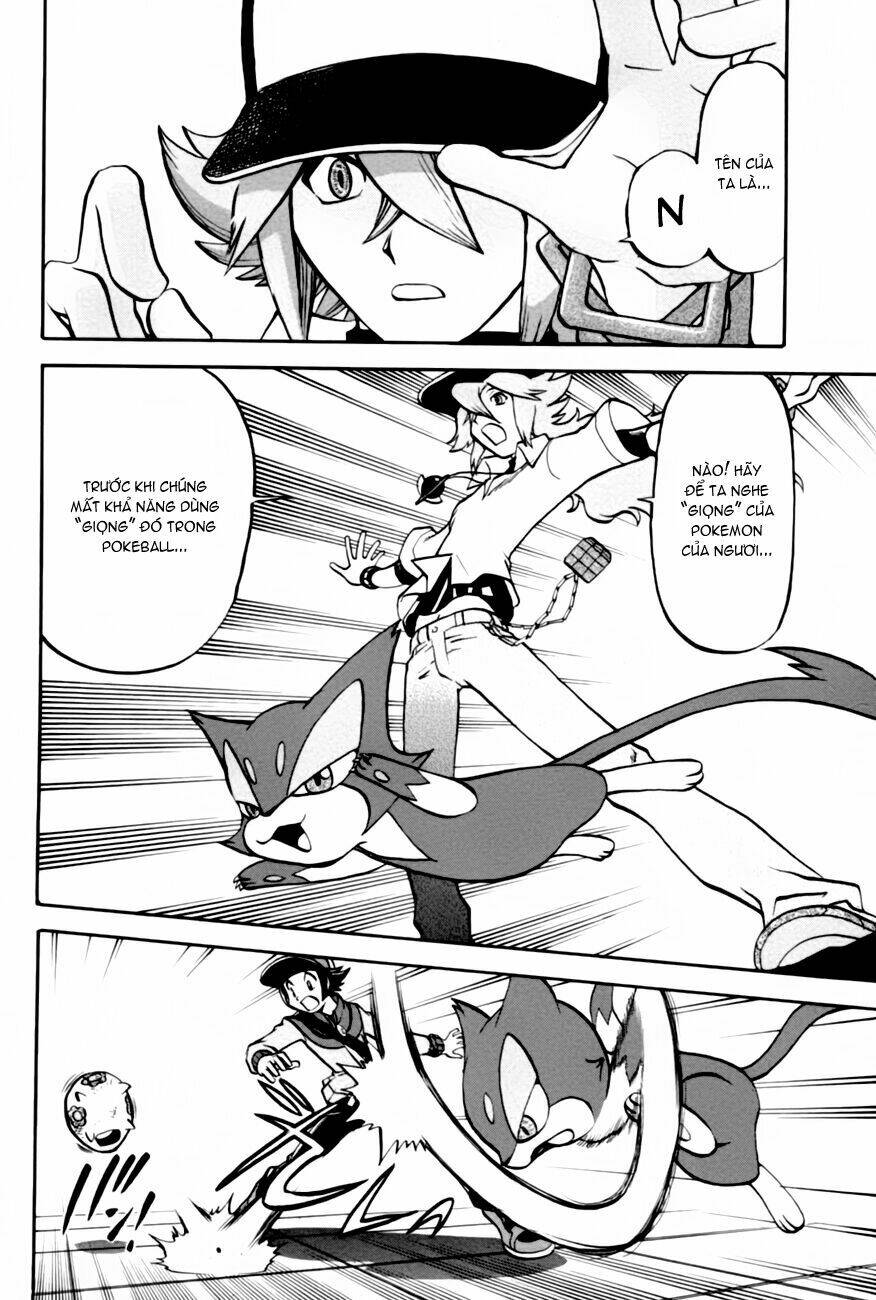 TÊN CỦA
TA LÀ...
N
NÀO! HÃY
ĐỂ TA NGHE
"GIỌNG" CỦA
POKEMON
CỦA NGƯƠI...
TRƯỚC KHI CHÚNG
MẤT KHẢ NĂNG DÙNG
"GIỌNG" ĐÓ TRONG
POKEBALL...